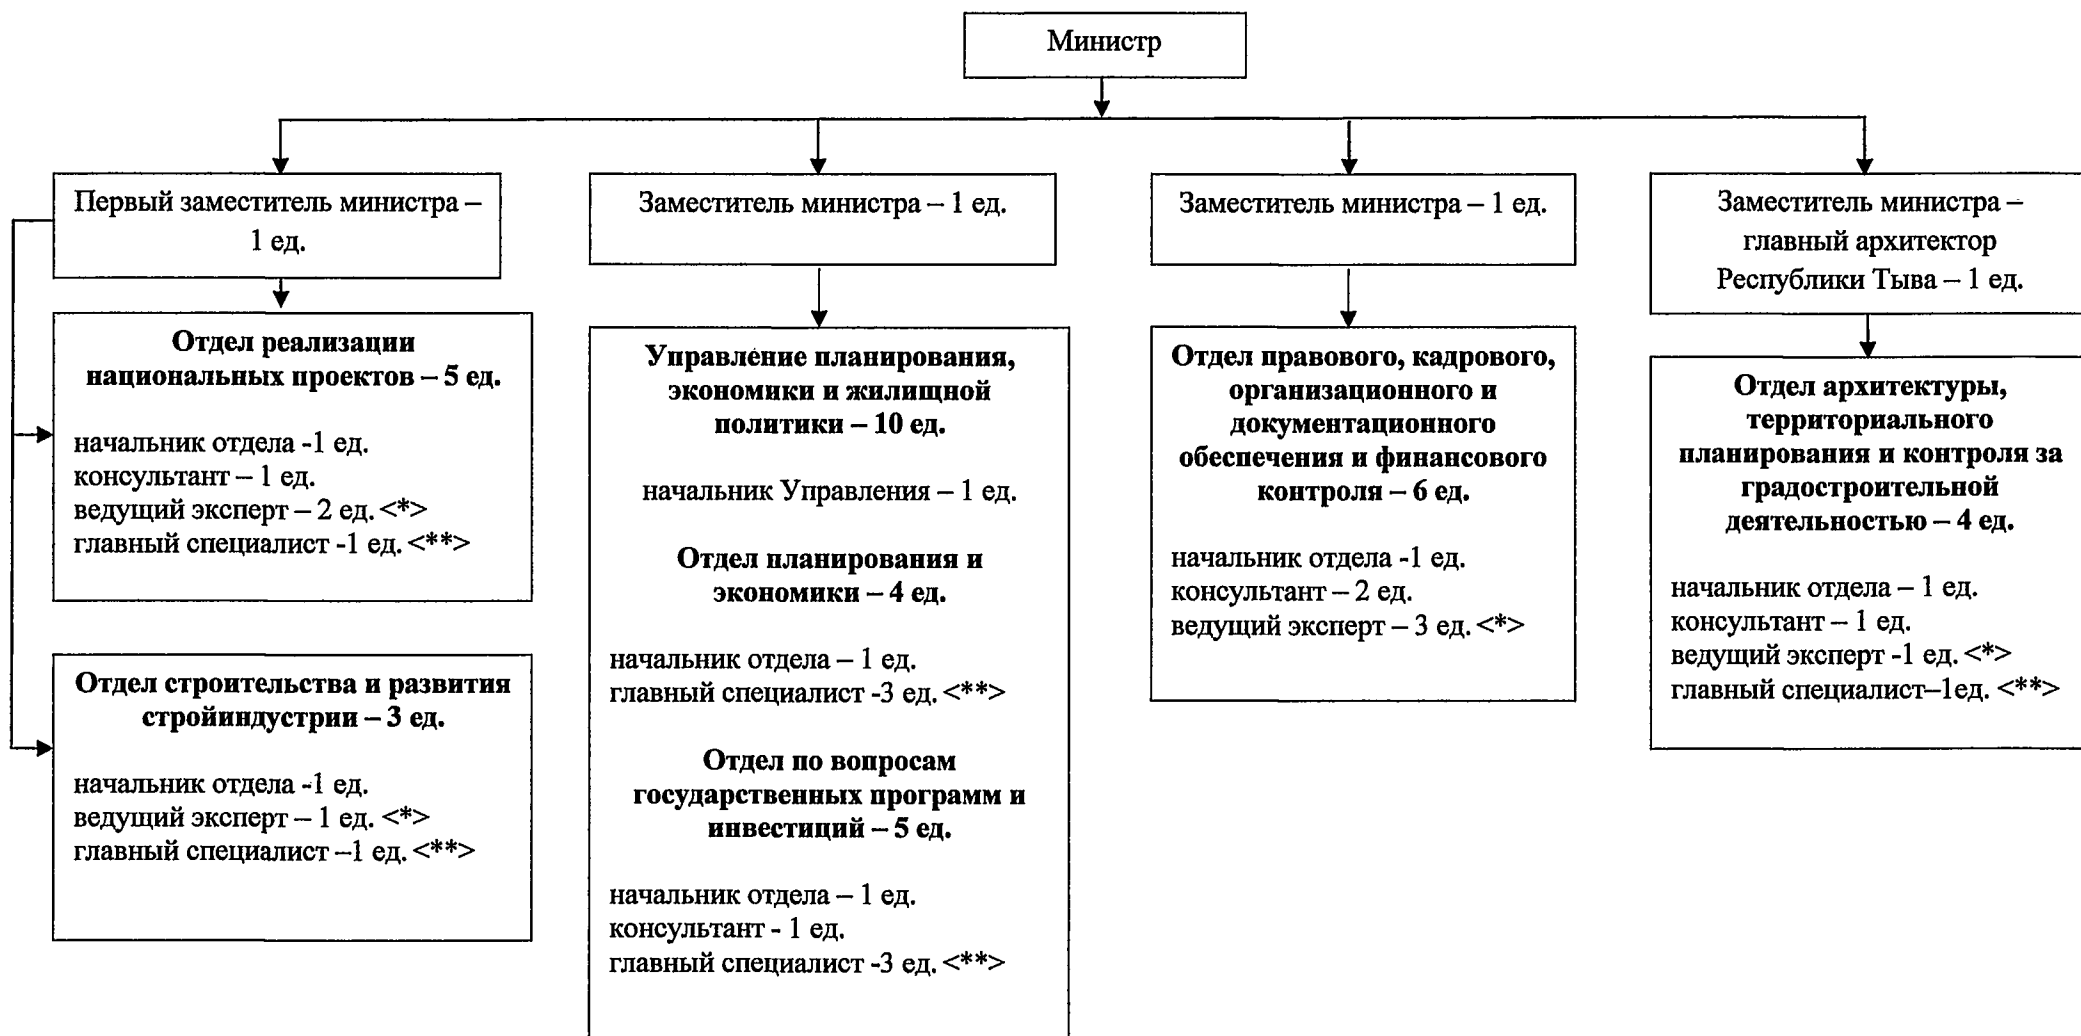 Министр
Первый заместитель министра –
1 ед.
Заместитель министра – 1 ед.
Заместитель министра – 1 ед.
Заместитель министра –
главный архитектор
Республики Тыва – 1 ед.
Отдел реализации
национальных проектов – 5 ед.
начальник отдела -1 ед.
консультант – 1 ед.
ведущий эксперт – 2 ед. <*>
главный специалист -1 ед. <**>
Отдел строительства и развития
стройиндустрии – 3 ед.
начальник отдела -1 ед.
ведущий эксперт – 1 ед. <*>
главный специалист –1 ед. <**>
Управление планирования,
экономики и жилищной
политики – 10 ед.
начальник Управления – 1 ед.
Отдел планирования и
экономики – 4 ед.
начальник отдела – 1 ед.
главный специалист -3 ед. <**>
Отдел по вопросам
государственных программ и
инвестиций – 5 ед.
начальник отдела – 1 ед.
консультант - 1 ед.
главный специалист -3 ед. <**>
Отдел правового, кадрового,
организационного и
документационного
обеспечения и финансового
контроля – 6 ед.
начальник отдела -1 ед.
консультант – 2 ед.
ведущий эксперт – 3 ед. <*>
Отдел архитектуры,
территориального
планирования и контроля за
градостроительной
деятельностью – 4 ед.
начальник отдела – 1 ед.
консультант – 1 ед.
ведущий эксперт -1 ед. <*>
главный специалист–1ед. <**>